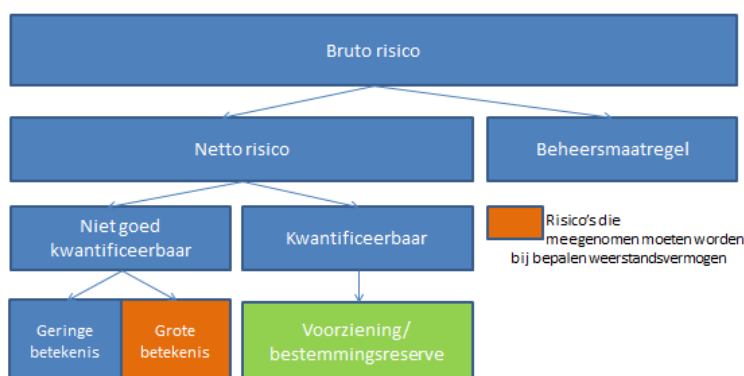 Bruto risico
Netto risico
Beheersmaatregel
Niet goed
kwantificeerbaar
Kwantificeerbaar
Risico's die
meegenomen moeten worden
bij bepalen weerstandsvermogen
Geringe
betekenis
Grote
betekenis
Voorziening/
bestemmingsreserve